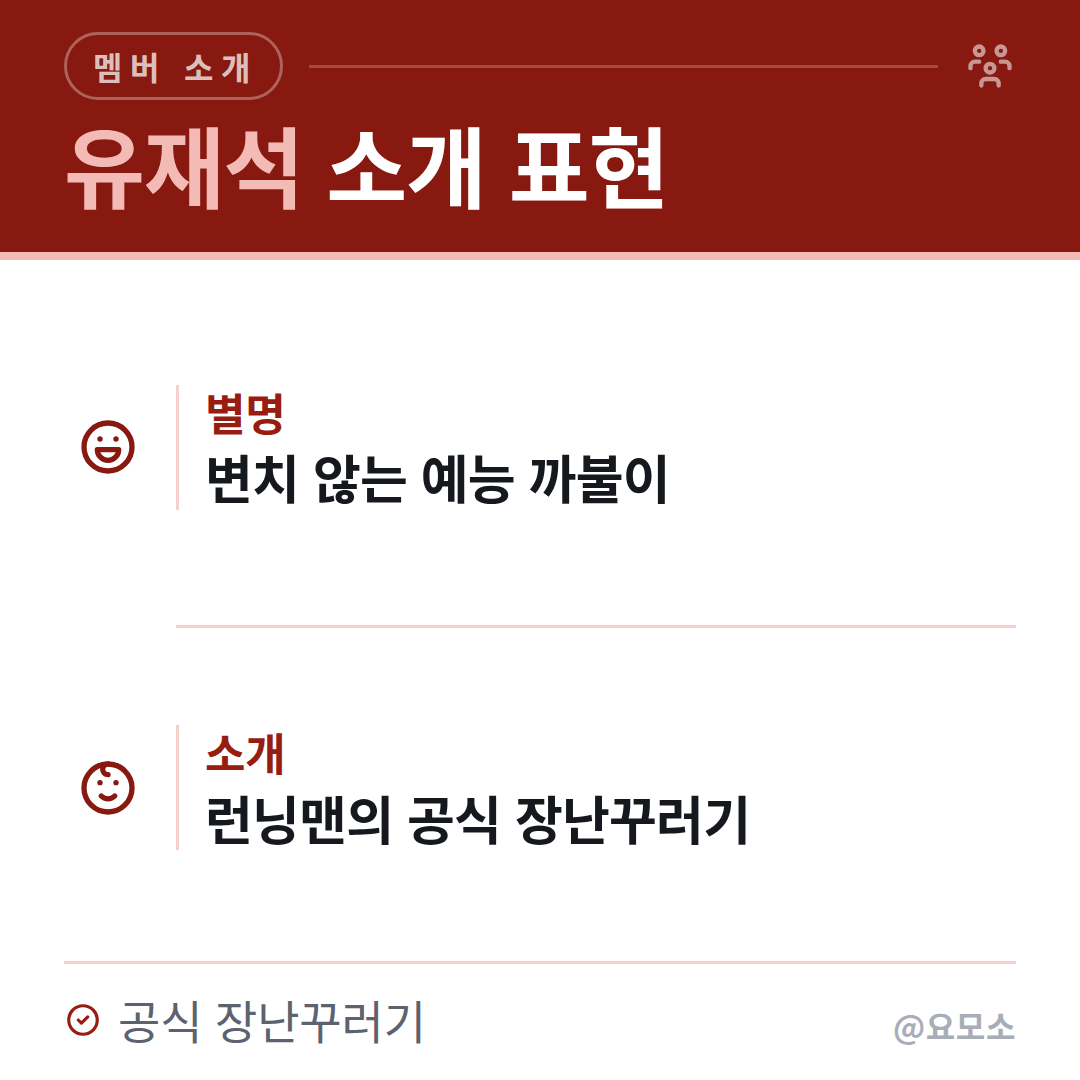 멤버 소개
유재석 소개 표현
별명
변치 않는 예능 까불이
소개
런닝맨의 공식 장난꾸러기
공식 장난꾸러기
@요모소